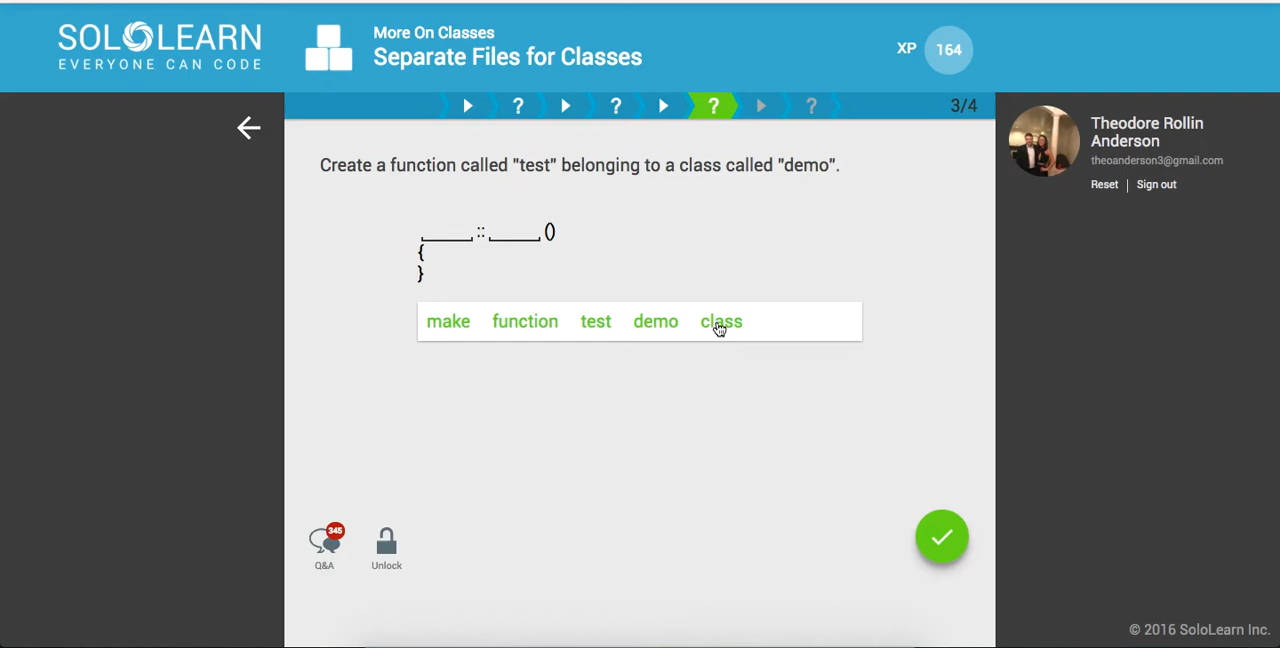 SOLOLEARN
EVERYONE CAN CODE
More On Classes
Separate Files for Classes
XP 164
? ? ? ? 3/4
Theodore Rollin
Anderson
theoanderson3@gmail.com
Reset | Sign out
Create a function called "test" belonging to a class called "demo".
_____::_____()
{
}
make function test demo class
345
Q&A Unlock
© 2016 SoloLearn Inc.